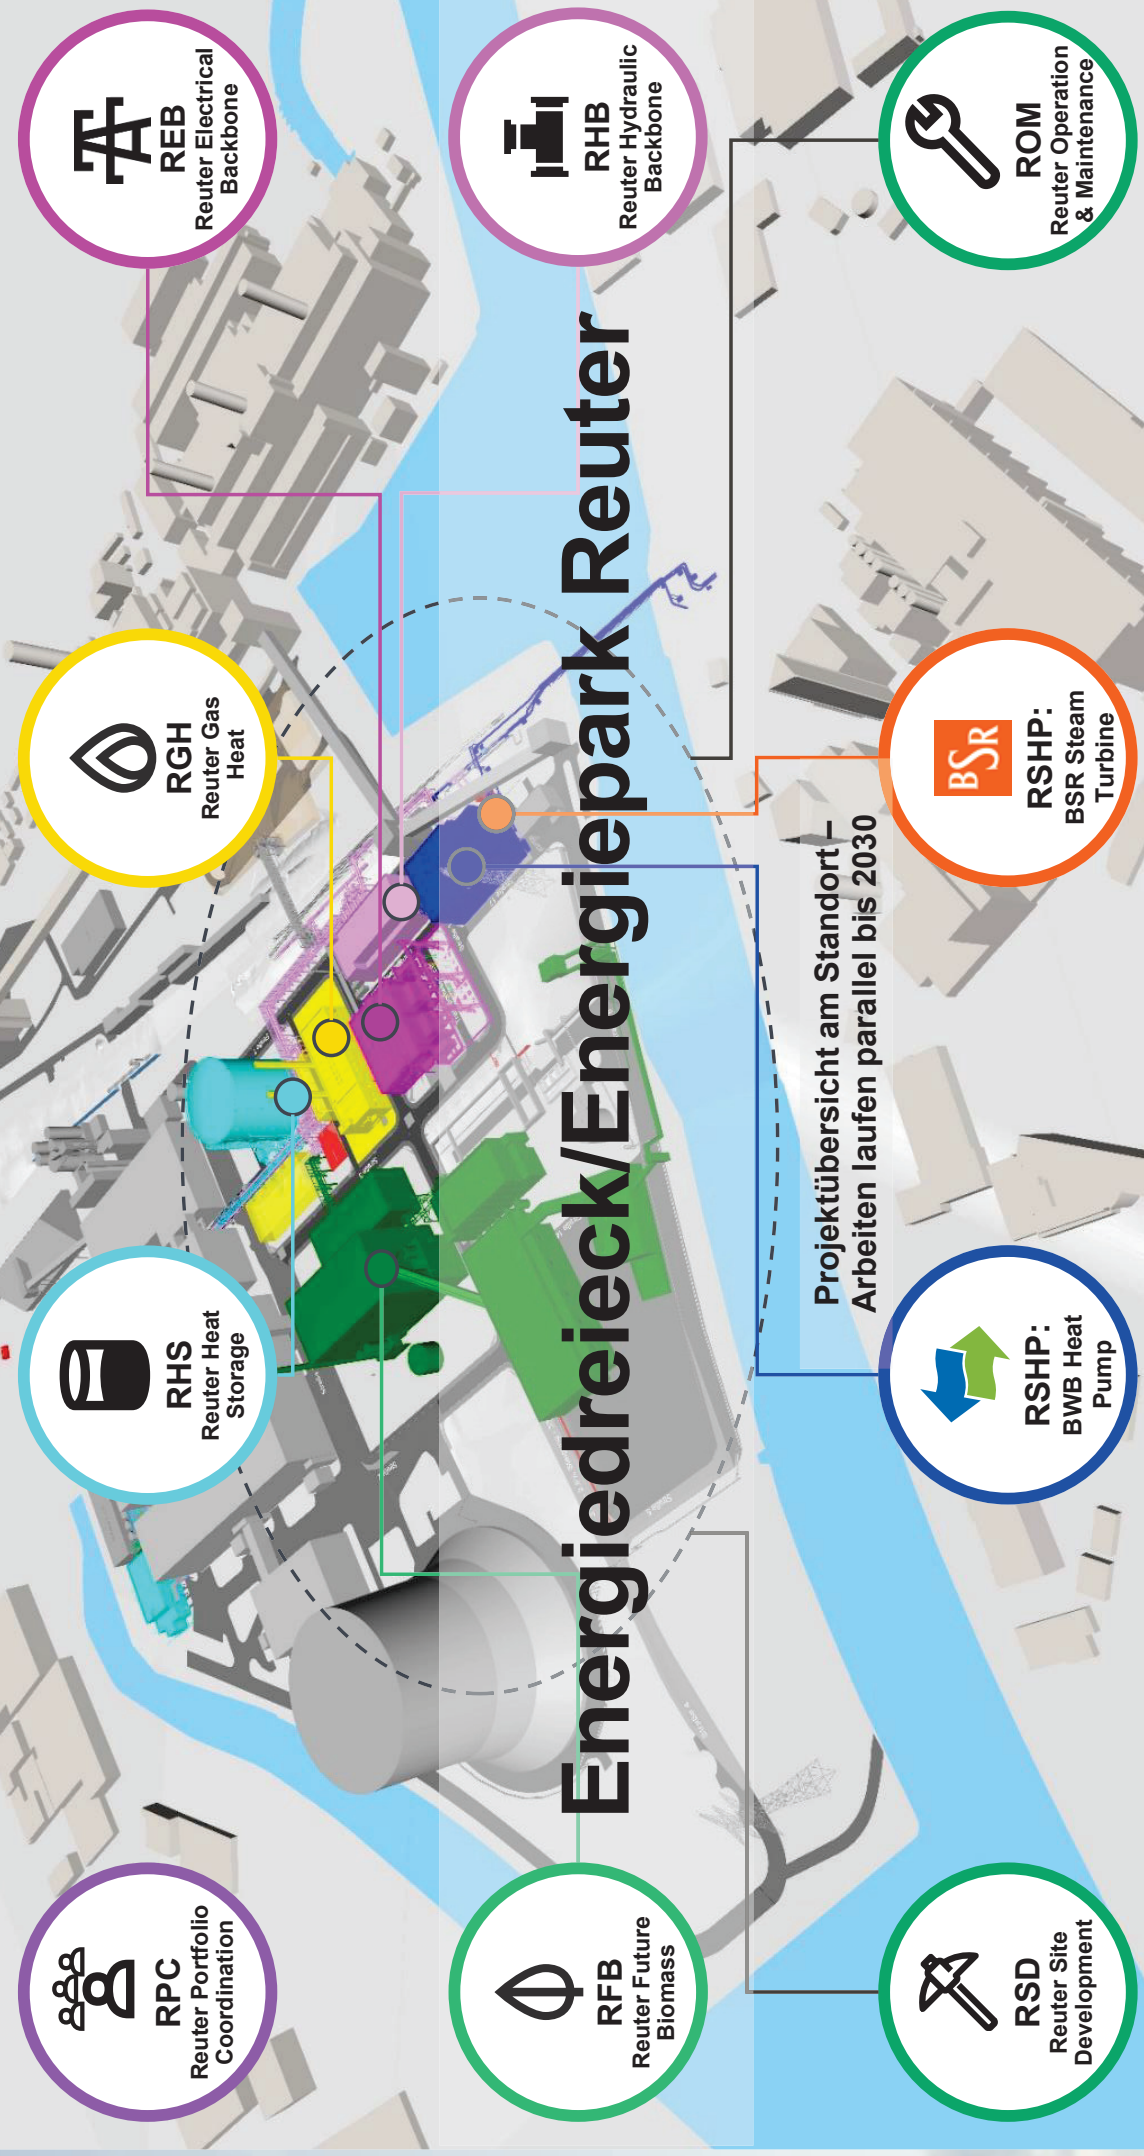 RPC
Reuter Portfolio
Coordination
RHS
Reuter Heat
Storage
RGH
Reuter Gas
Heat
REB
Reuter Electrical
Backbone
RFB
Reuter Future
Biomass
Energiedreieck/Energiepark Reuter
RHB
Reuter Hydraulic
Backbone
Projektübersicht am Standort –
Arbeiten laufen parallel bis 2030
RSD
Reuter Site
Development
RSHP:
BWB Heat
Pump
BSR
RSHP:
BSR Steam
Turbine
ROM
Reuter Operation
& Maintenance
Straße 4